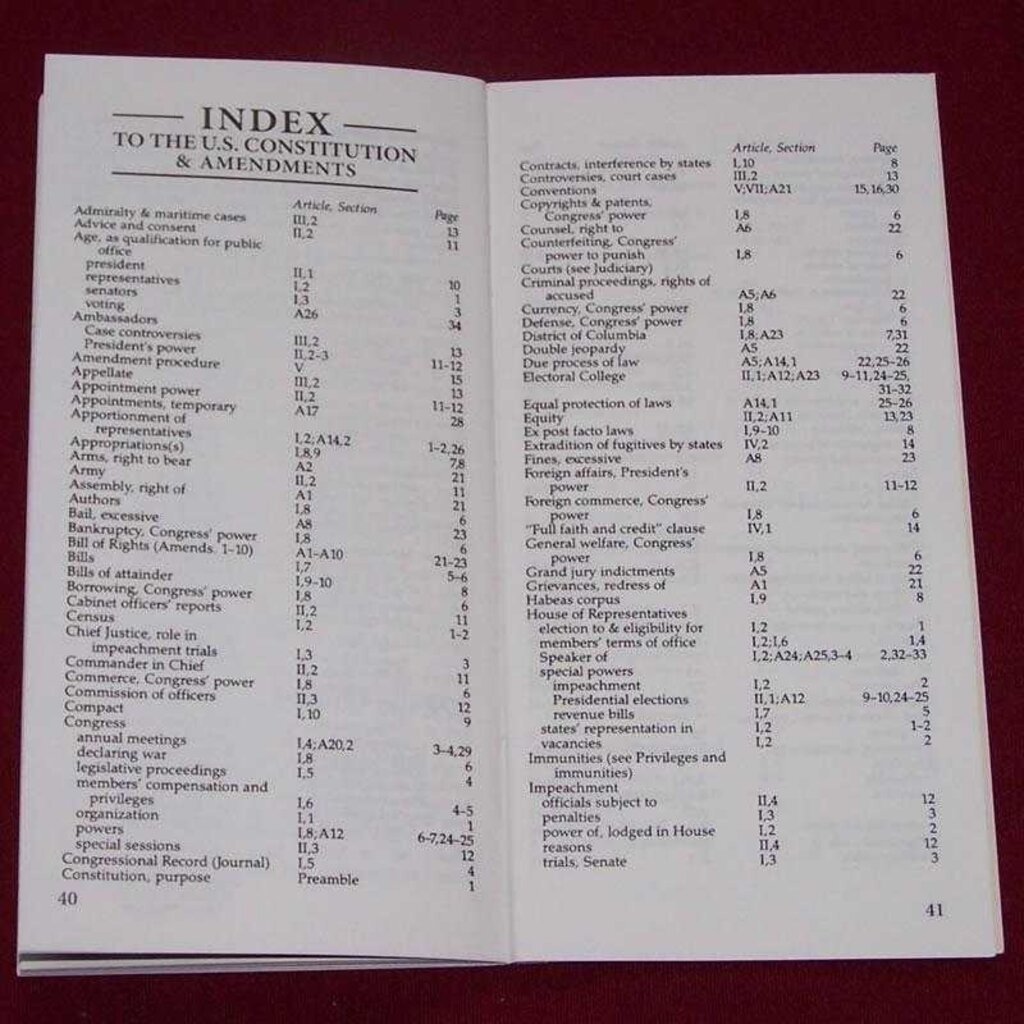 INDEX
TO THE U.S. CONSTITUTION
& AMENDMENTS
Article, Section Page
Admiralty & maritime cases III,2 13
Advice and consent II,2 11
Age, as qualification for public
office
president II,1 10
representatives I,2 1
senators I,3 3
voting A26 34
Ambassadors
Case controversies III,2 13
President's power II,2–3 11–12
Amendment procedure V 15
Appellate III,2 13
Appointment power II,2 11–12
Appointments, temporary A17 28
Apportionment of
representatives I,2;A14,2 1–2,26
Appropriations(s) I,8,9 7,8
Arms, right to bear A2 21
Army II,2 11
Assembly, right of A1 21
Authors I,8 6
Bail, excessive A8 23
Bankruptcy, Congress' power I,8 6
Bill of Rights (Amends. 1–10) A1–A10 21–23
Bills I,7 5–6
Bills of attainder I,9–10 8
Borrowing, Congress' power I,8 6
Cabinet officers' reports II,2 11
Census I,2 1–2
Chief Justice, role in
impeachment trials I,3 3
Commander in Chief II,2 11
Commerce, Congress' power I,8 6
Commission of officers II,3 12
Compact I,10 9
Congress
annual meetings I,4;A20,2 3–4,29
declaring war I,8 6
legislative proceedings I,5 4
members' compensation and
privileges I,6 4–5
organization I,1 1
powers I,8;A12 6–7,24–25
special sessions II,3 12
Congressional Record (Journal) I,5 4
Constitution, purpose Preamble 1
40
Article, Section Page
Contracts, interference by states I,10 8
Controversies, court cases III,2 13
Conventions V;VII;A21 15,16,30
Copyrights & patents,
Congress' power I,8 6
Counsel, right to A6 22
Counterfeiting, Congress'
power to punish I,8 6
Courts (see Judiciary)
Criminal proceedings, rights of
accused A5;A6 22
Currency, Congress' power I,8 6
Defense, Congress' power I,8 6
District of Columbia I,8;A23 7,31
Double jeopardy A5 22
Due process of law A5;A14,1 22,25–26
Electoral College II,1;A12;A23 9–11,24–25,
31–32
Equal protection of laws A14,1 25–26
Equity II,2;A11 13,23
Ex post facto laws I,9–10 8
Extradition of fugitives by states IV,2 14
Fines, excessive A8 23
Foreign affairs, President's
power II,2 11–12
Foreign commerce, Congress'
power I,8 6
"Full faith and credit" clause IV,1 14
General welfare, Congress'
power I,8 6
Grand jury indictments A5 22
Grievances, redress of A1 21
Habeas corpus I,9 8
House of Representatives
election to & eligibility for I,2 1
members' terms of office I,2;I,6 1,4
Speaker of I,2;A24;A25,3–4 2,32–33
special powers
impeachment I,2 2
Presidential elections II,1;A12 9–10,24–25
revenue bills I,7 5
states' representation in I,2 1–2
vacancies I,2 2
Immunities (see Privileges and
immunities)
Impeachment
officials subject to II,4 12
penalties I,3 3
power of, lodged in House I,2 2
reasons II,4 12
trials, Senate I,3 3
41